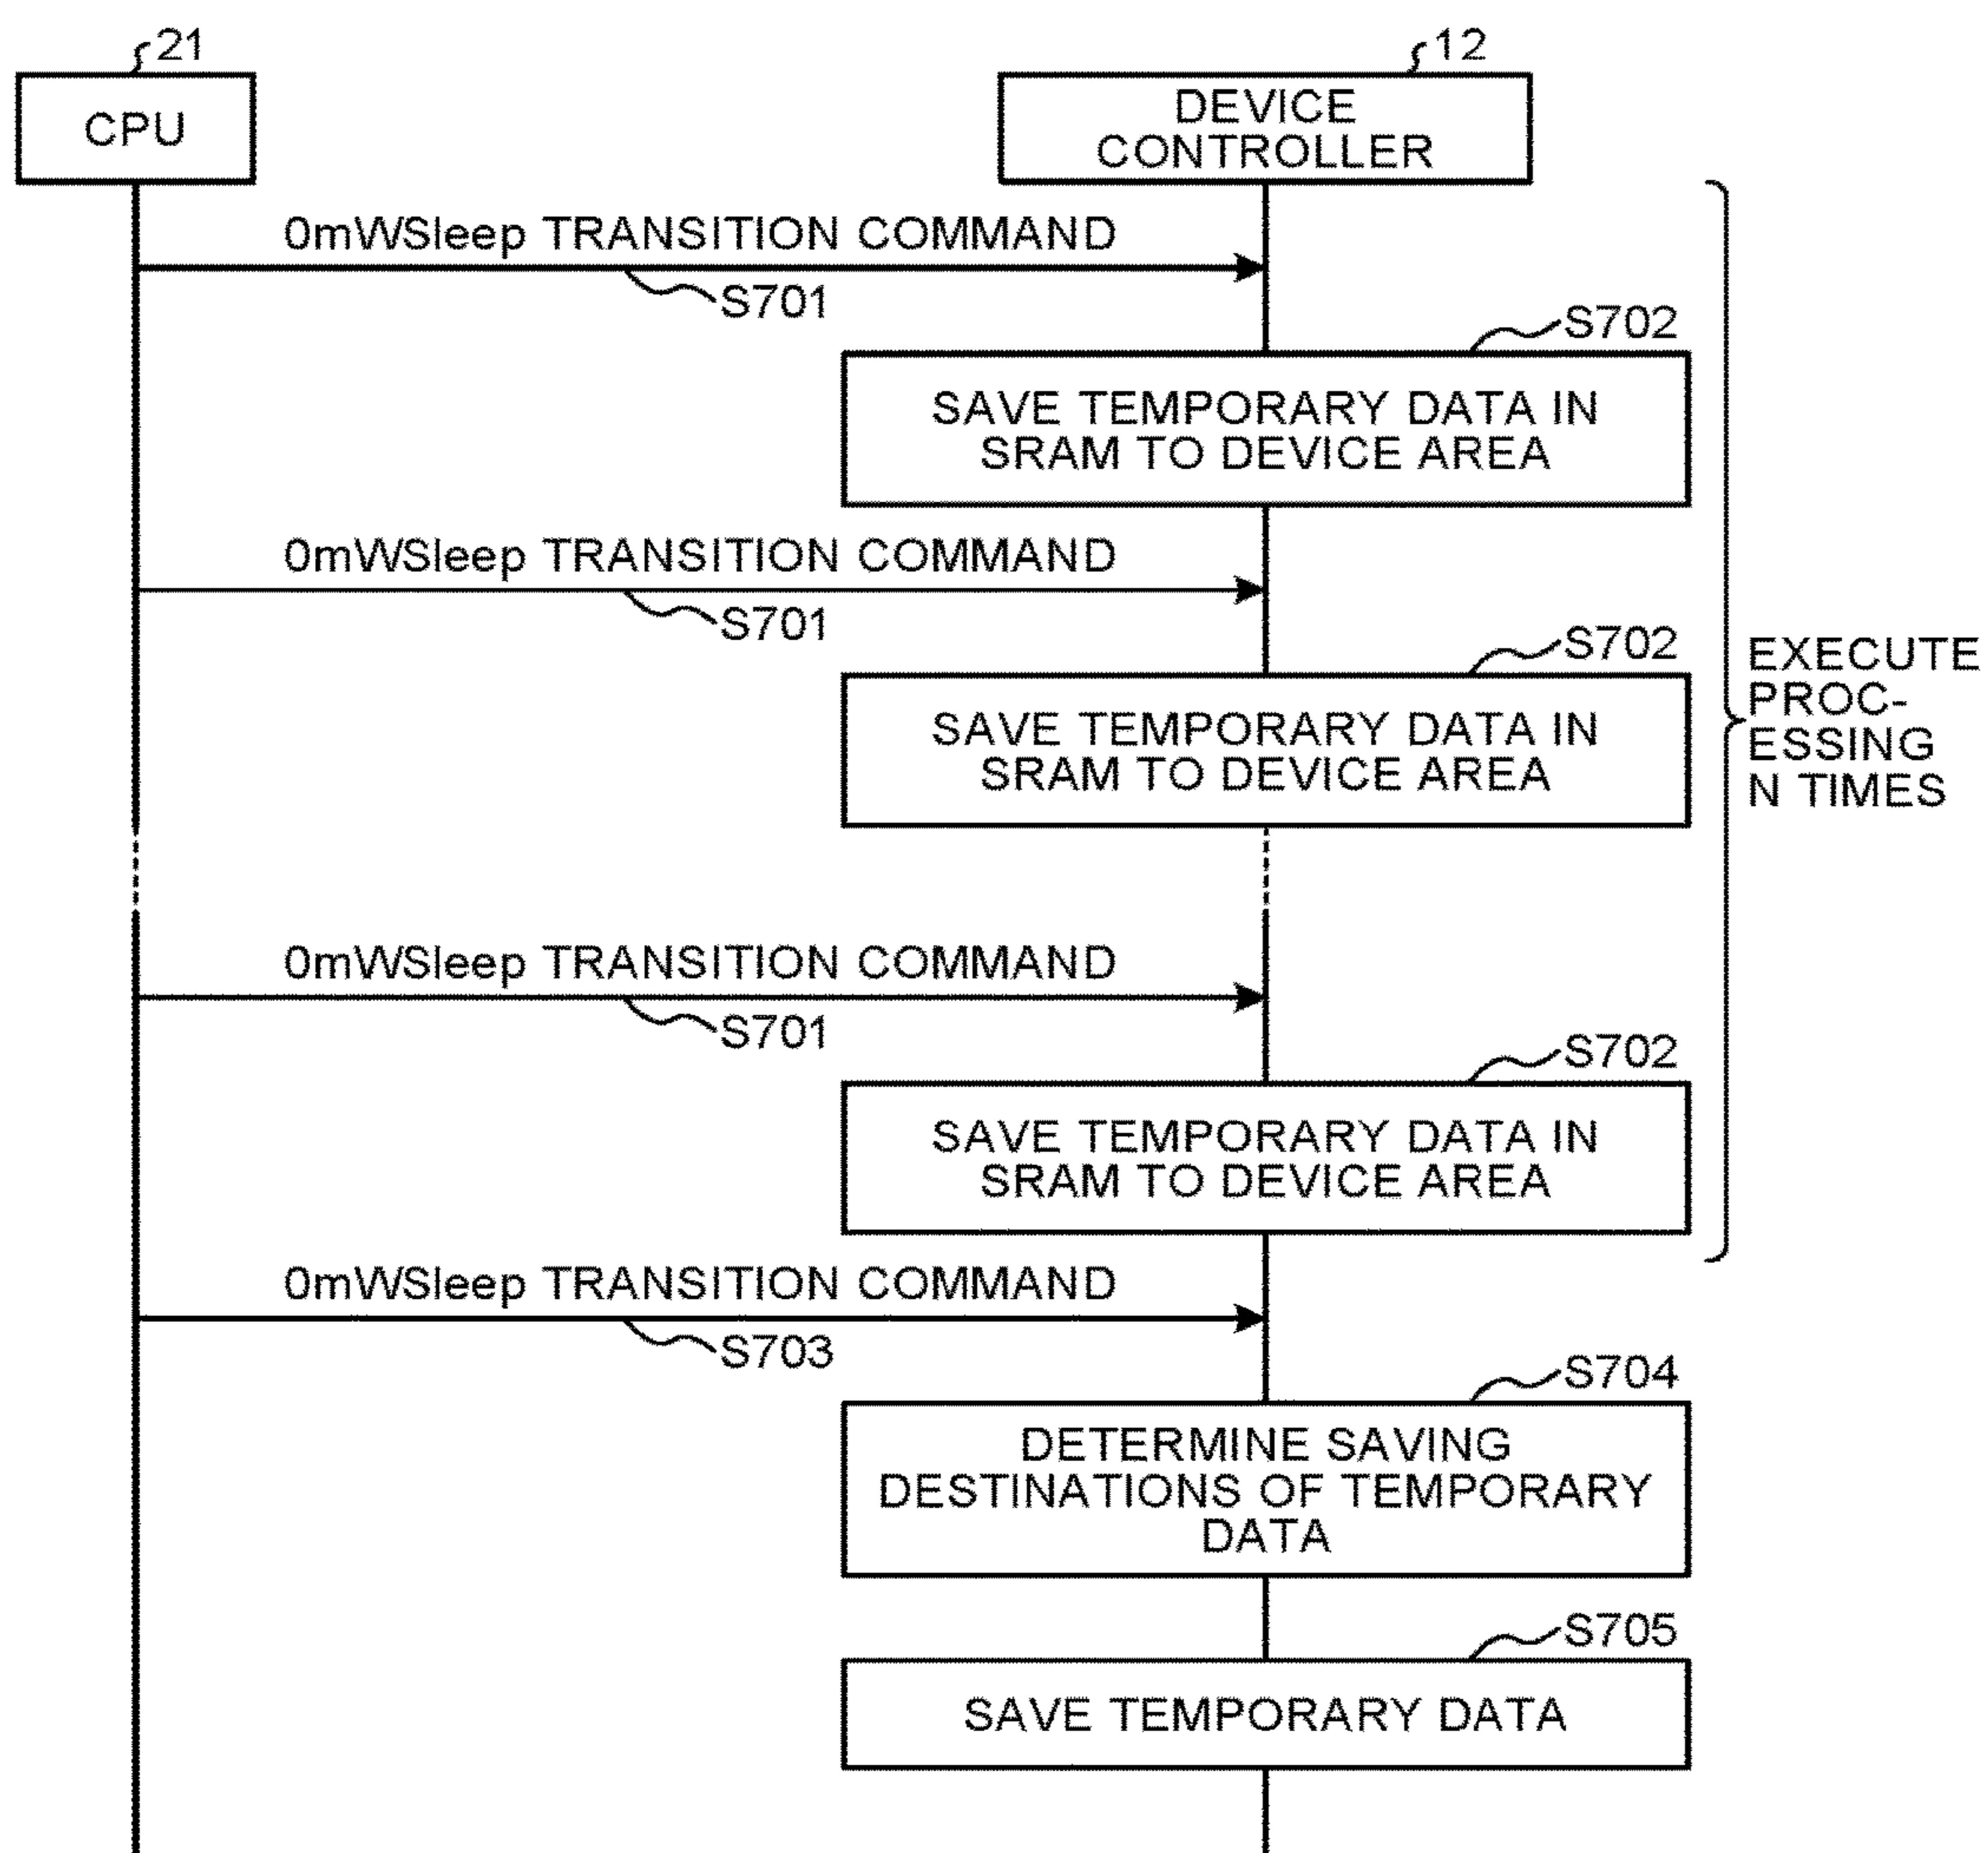 21
CPU
12
DEVICE
CONTROLLER
0mWSleep TRANSITION COMMAND
S701
S702
SAVE TEMPORARY DATA IN
SRAM TO DEVICE AREA
0mWSleep TRANSITION COMMAND
S701
S702
SAVE TEMPORARY DATA IN
SRAM TO DEVICE AREA
EXECUTE
PROC-
ESSING
N TIMES
0mWSleep TRANSITION COMMAND
S701
S702
SAVE TEMPORARY DATA IN
SRAM TO DEVICE AREA
0mWSleep TRANSITION COMMAND
S703
S704
DETERMINE SAVING
DESTINATIONS OF TEMPORARY
DATA
S705
SAVE TEMPORARY DATA